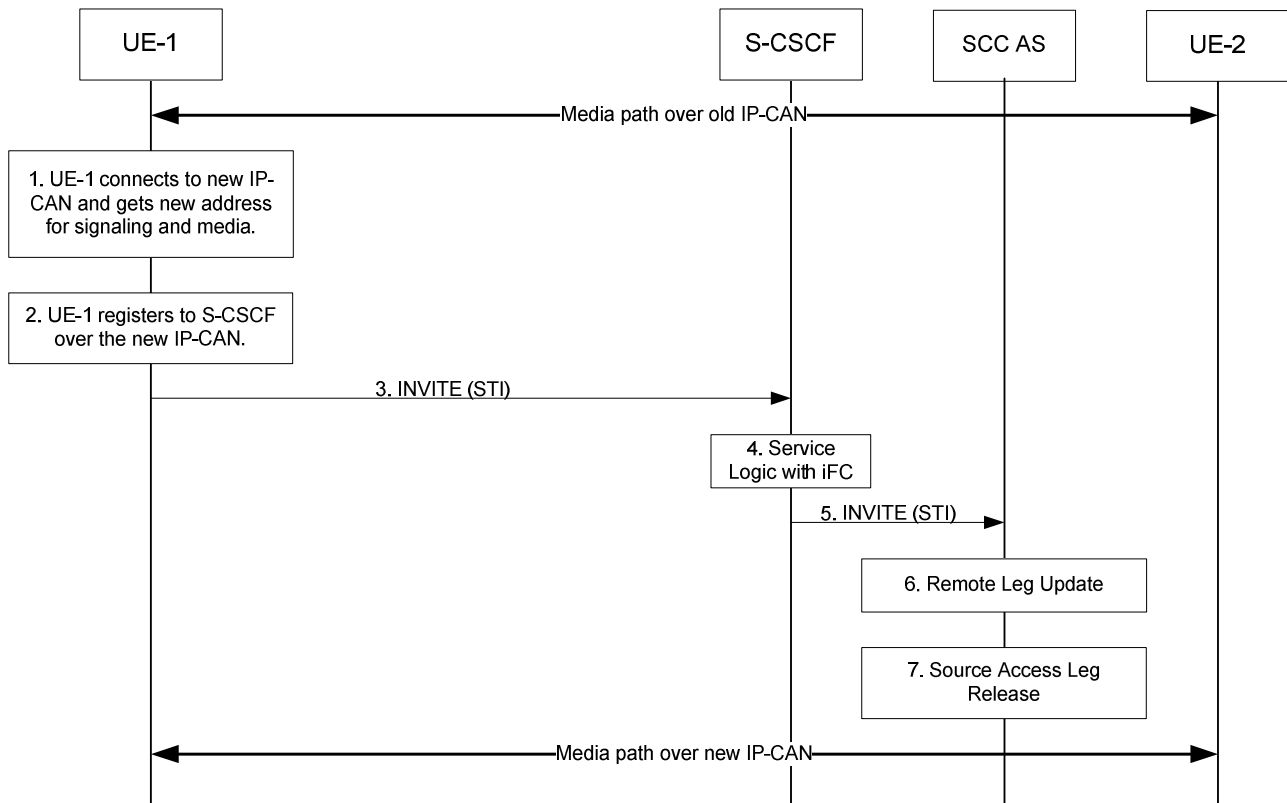 UE-1
S-CSCF
SCC AS
UE-2
Media path over old IP-CAN
1. UE-1 connects to new IP-
CAN and gets new address
for signaling and media.
2. UE-1 registers to S-CSCF
over the new IP-CAN.
3. INVITE (STI)
4. Service
Logic with iFC
5. INVITE (STI)
6. Remote Leg Update
7. Source Access Leg
Release
Media path over new IP-CAN